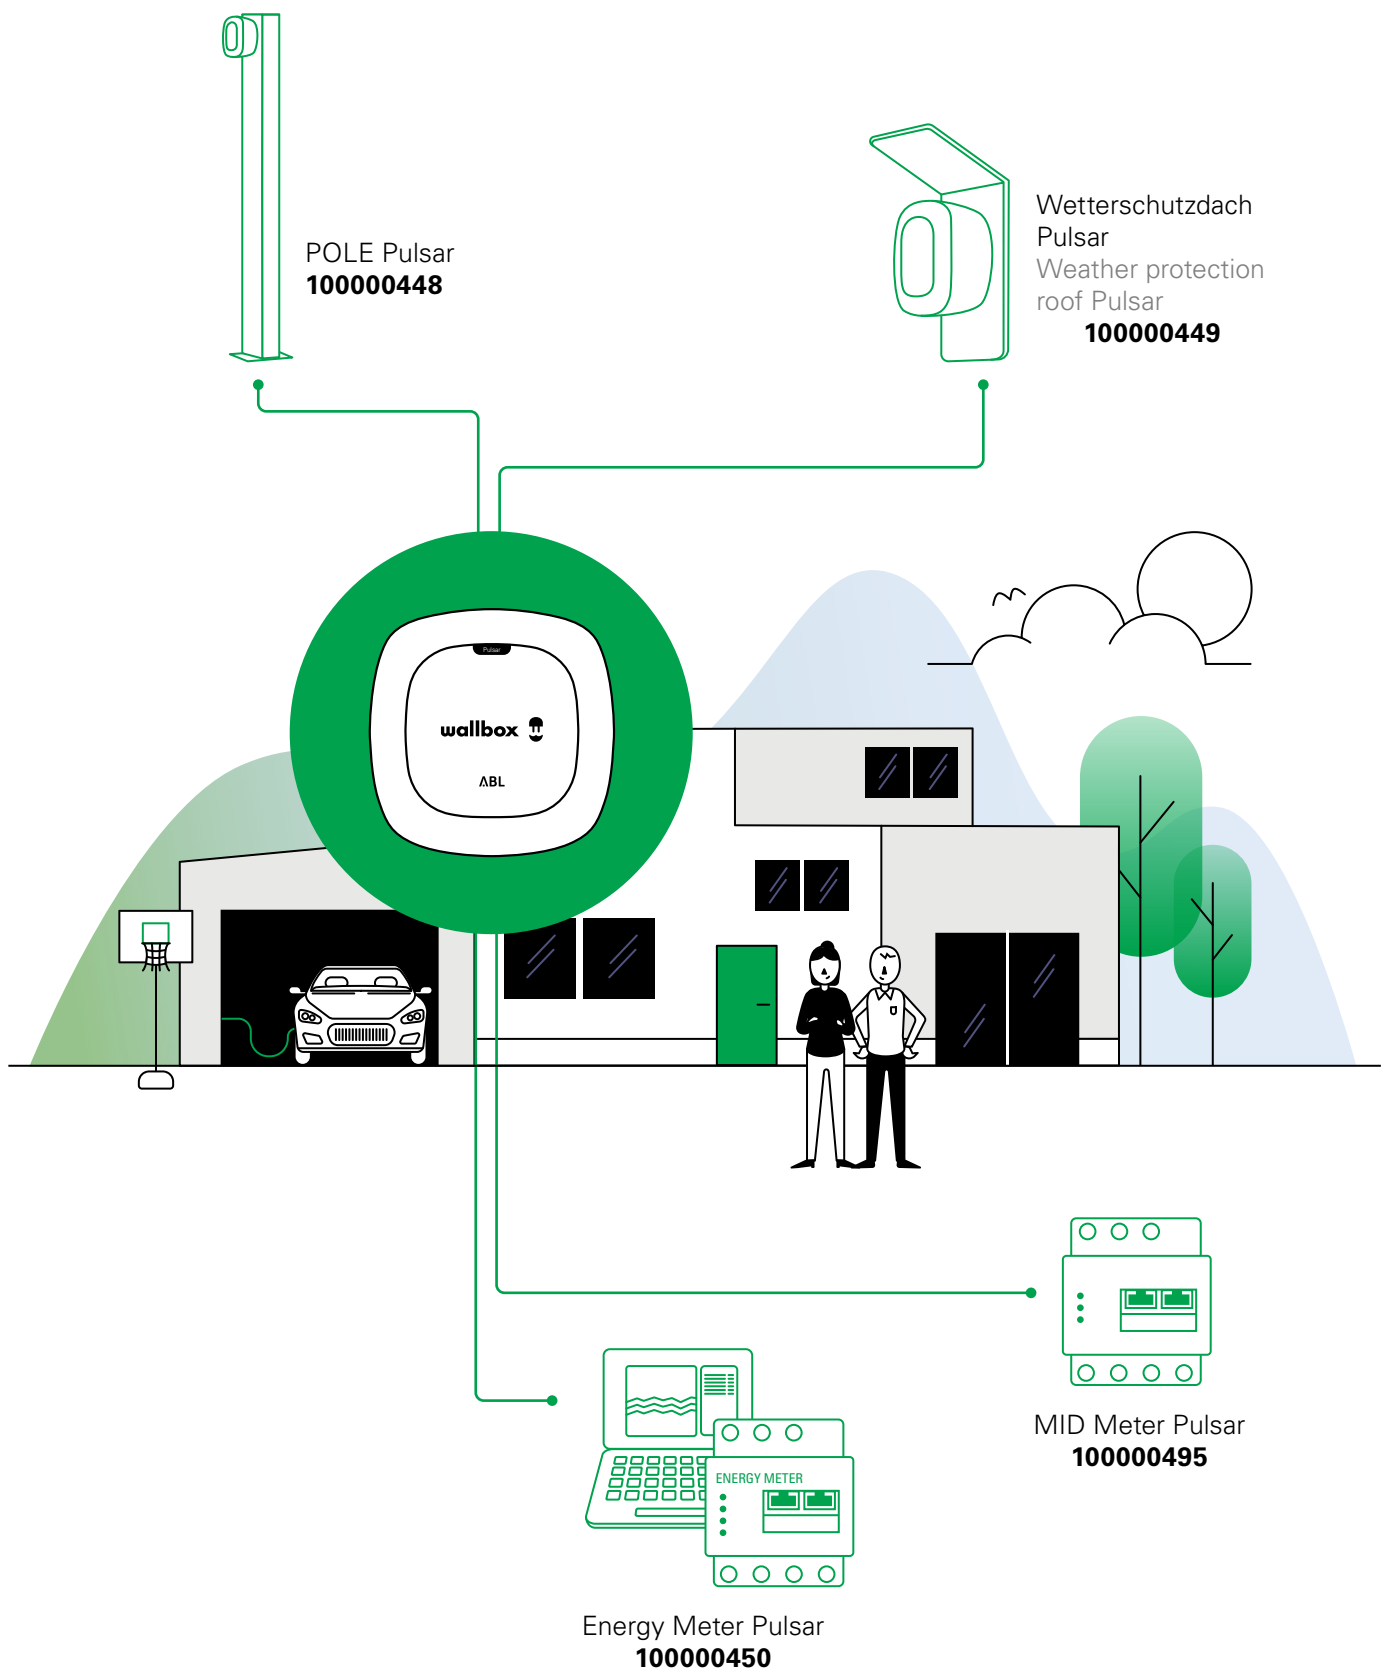 POLE Pulsar
100000448
Wetterschutzdach
Pulsar
Weather protection
roof Pulsar
100000449
Pulsar
wallbox
ABL
MID Meter Pulsar
100000495
ENERGY METER
Energy Meter Pulsar
100000450